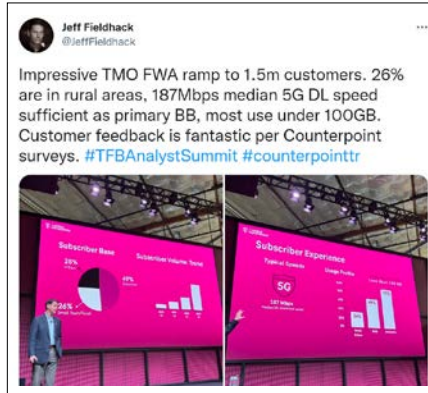 Jeff Fieldhack
@JeffFieldhack
Impressive TMO FWA ramp to 1.5m customers. 26%
are in rural areas, 187Mbps median 5G DL speed
sufficient as primary BB, most use under 100GB.
Customer feedback is fantastic per Counterpoint
surveys. #TFBAnalystSummit #counterpointtr
Subscriber Base
Subscriber Volume Trend
26%
Subscriber Experience
Typical Speeds
Usage Profile
5G
187 Mbps